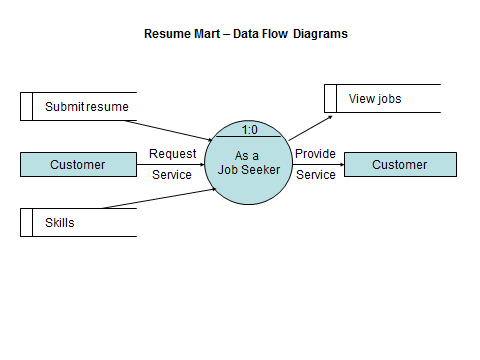 Resume Mart – Data Flow Diagrams
Submit resume
View jobs
1:0
As a
Job Seeker
Customer
Request
Service
Provide
Service
Customer
Skills